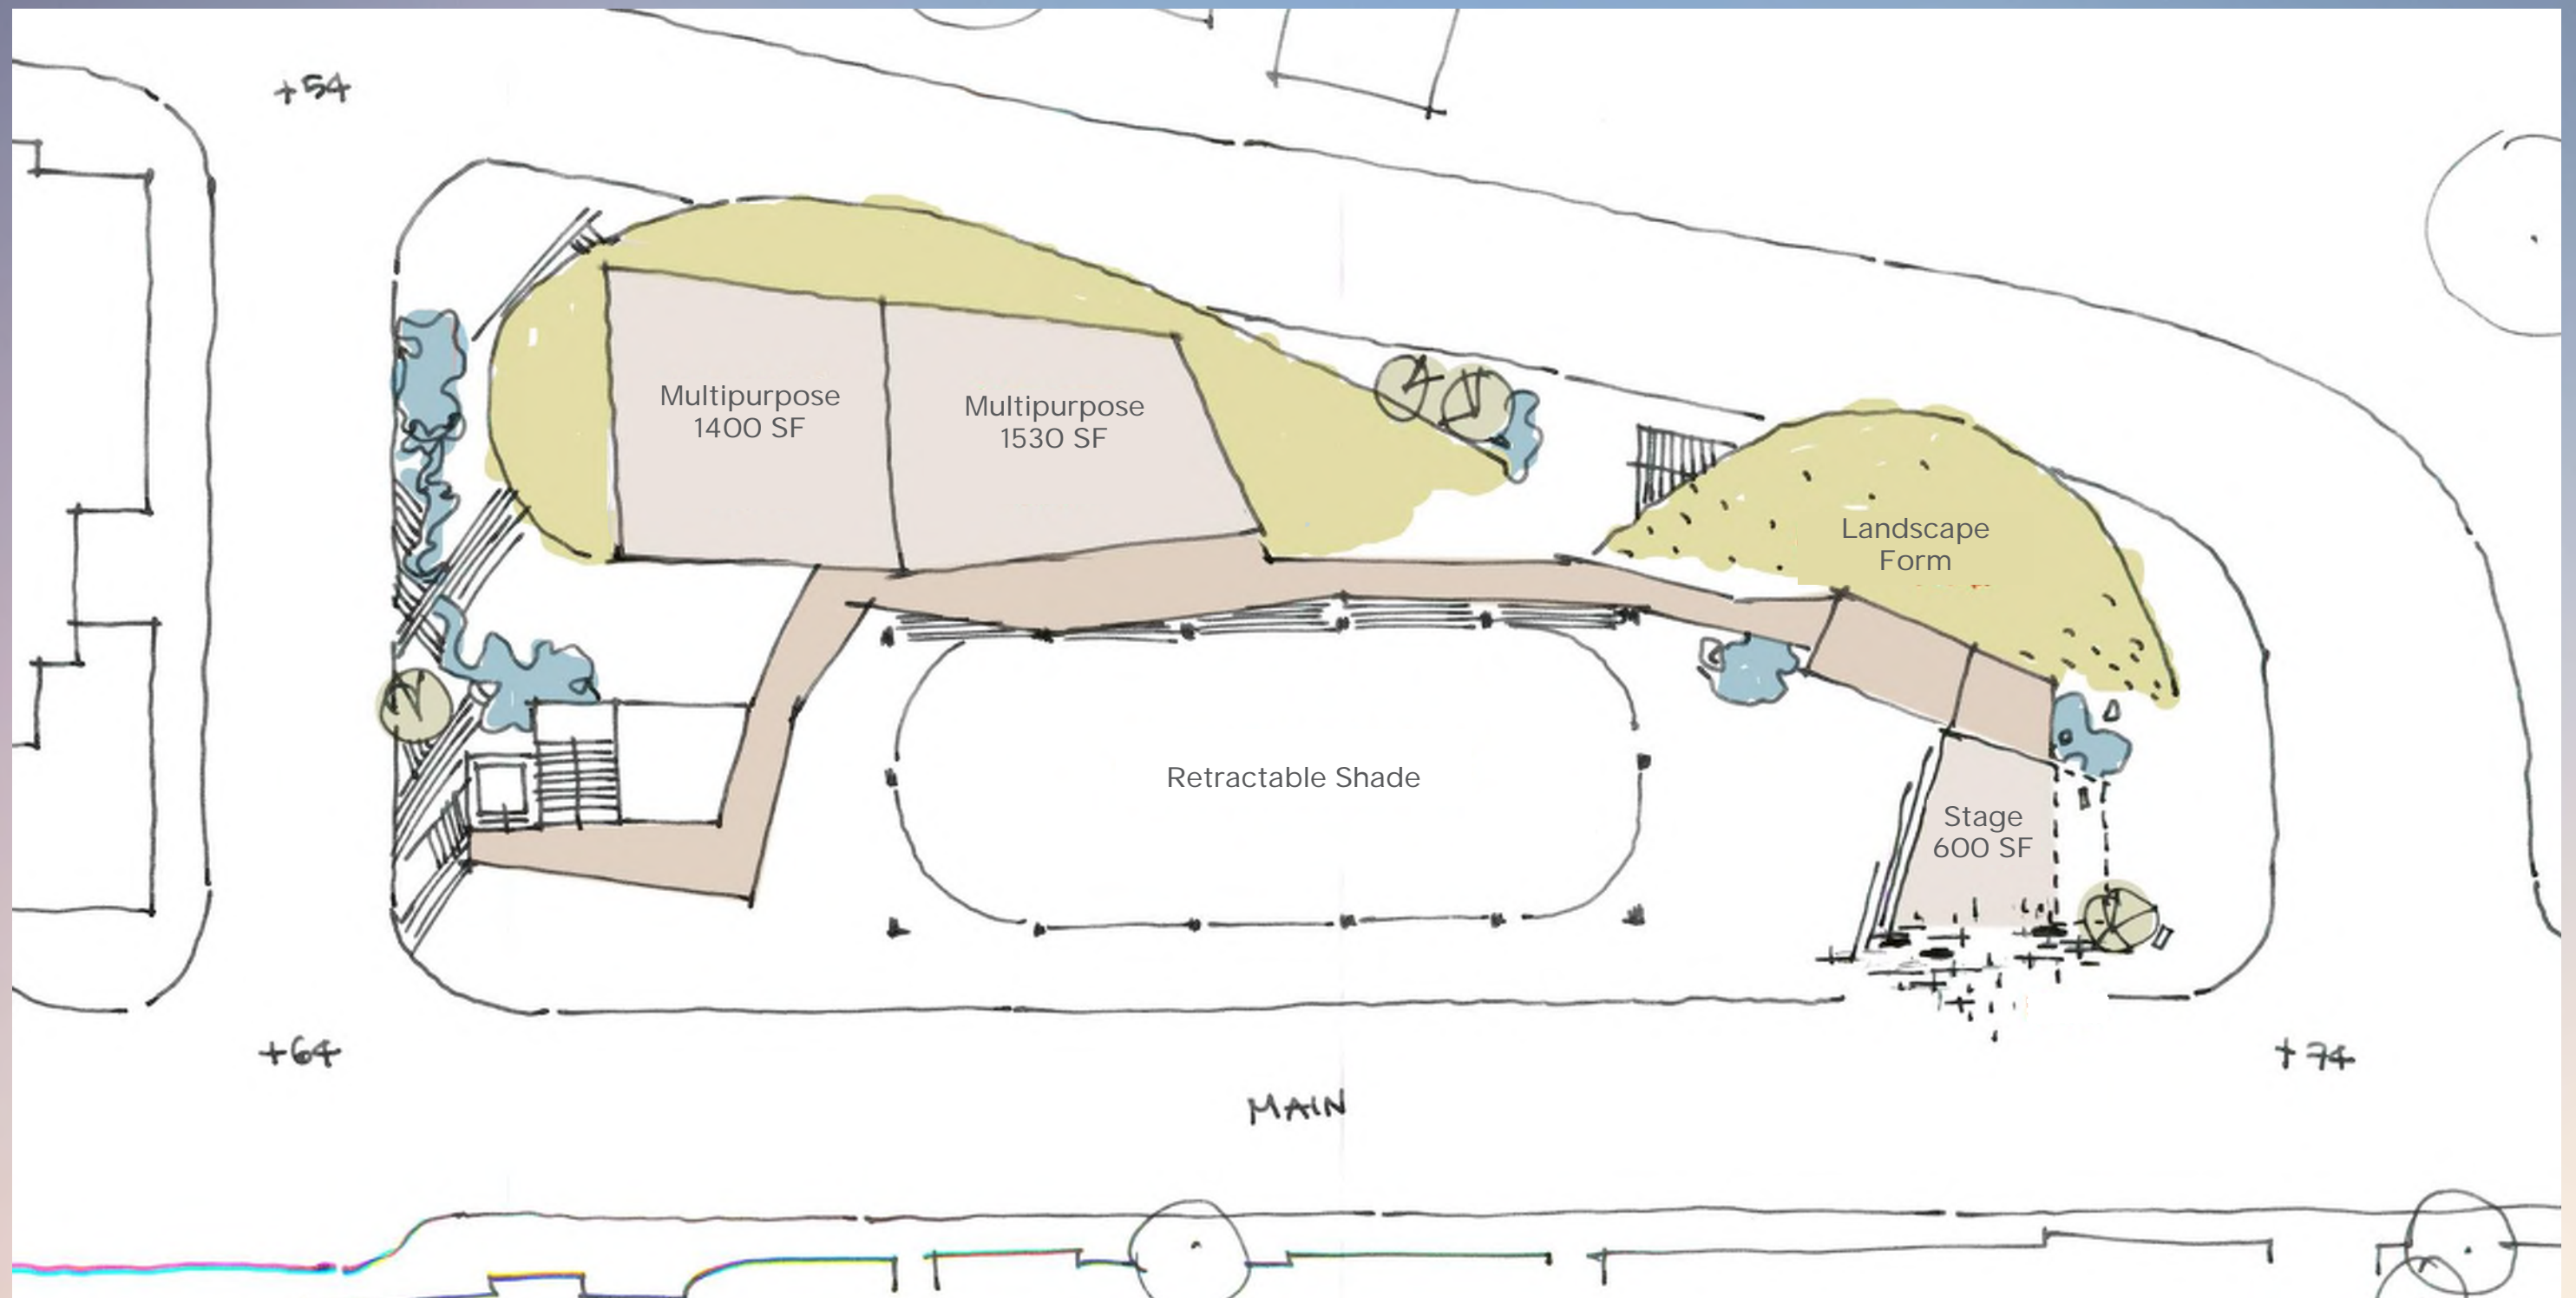 +54
Multipurpose
1400 SF
Multipurpose
1530 SF
Landscape
Form
Retractable Shade
Stage
600 SF
+64
+74
MAIN